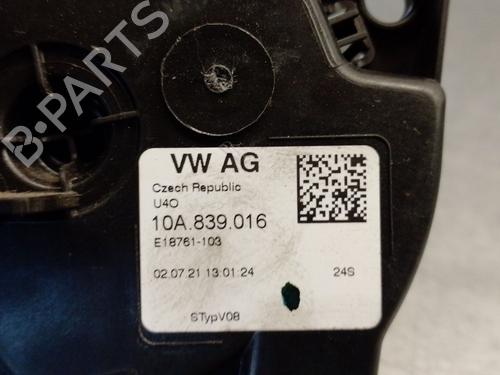 B-PARTS
VW AG
Czech Republic
U4O
10A.839.016
E18761-103
02.07.21 13:01:24 24S
STypV08